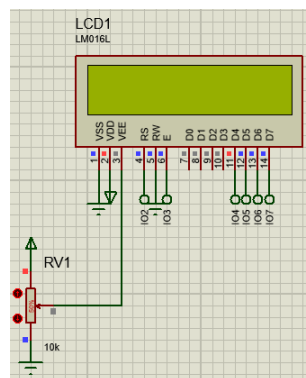 LCD1
LM016L
VSS
VDD
VEE
RS
RW
E
D0
D1
D2
D3
D4
D5
D6
D7
1
2
3
4
5
6
7
8
9
10
11
12
13
14
IO2
IO3
IO4
IO5
IO6
IO7
RV1
50%
10k